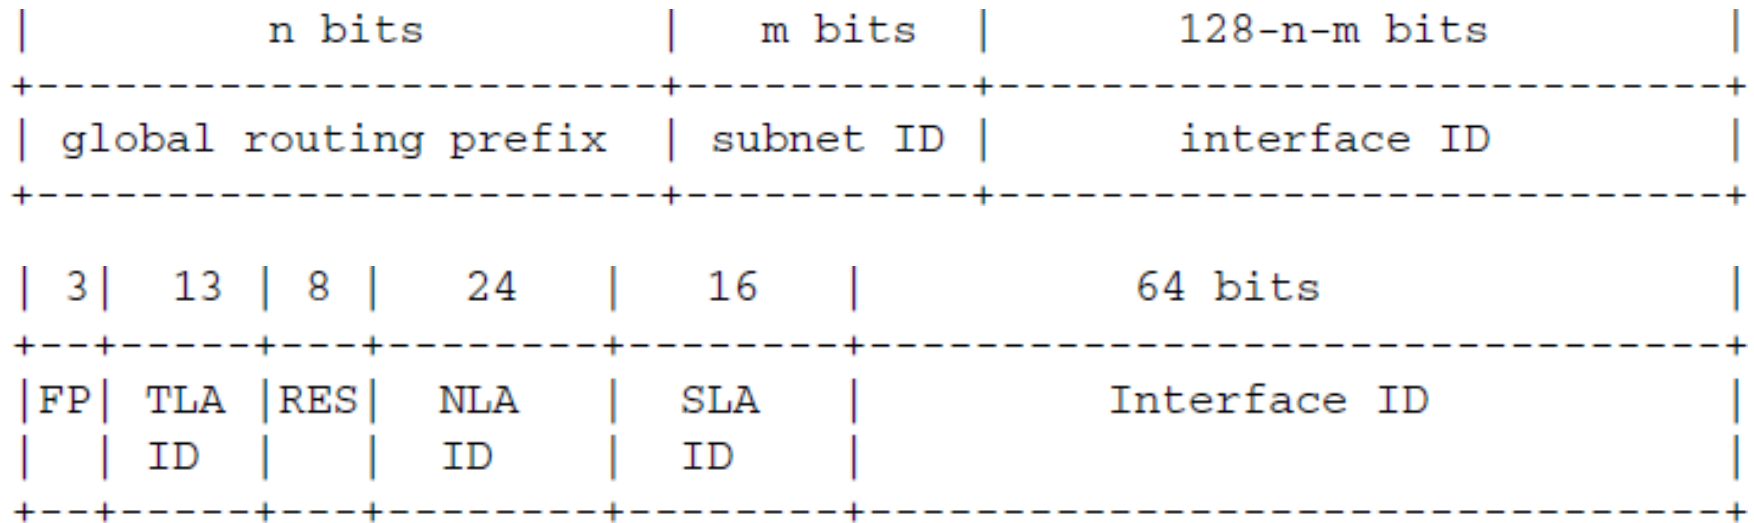 |          n bits         |   m bits  |       128-n-m bits         |
+------------------------+-----------+----------------------------+
| global routing prefix  | subnet ID |       interface ID         |
+------------------------+-----------+----------------------------+
| 3|  13 | 8 |   24   |   16   |          64 bits               |
+--+-----+---+--------+--------+--------------------------------+
|FP| TLA |RES|  NLA   |  SLA   |         Interface ID           |
|  | ID  |   |  ID    |  ID    |                                |
+--+-----+---+--------+--------+--------------------------------+